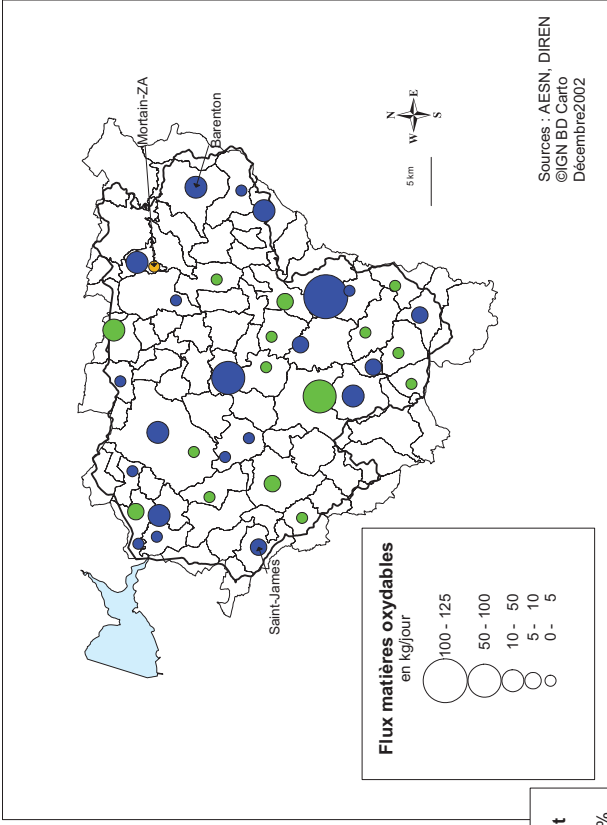 Mortain-ZA
Barenton
Saint-James
N
W
E
S
5 km
Sources : AESN, DIREN
©IGN BD Carto
Décembre2002
Flux matières oxydables
en kg/jour
100 - 125
50 - 100
10 - 50
5 - 10
0 - 5
t
%